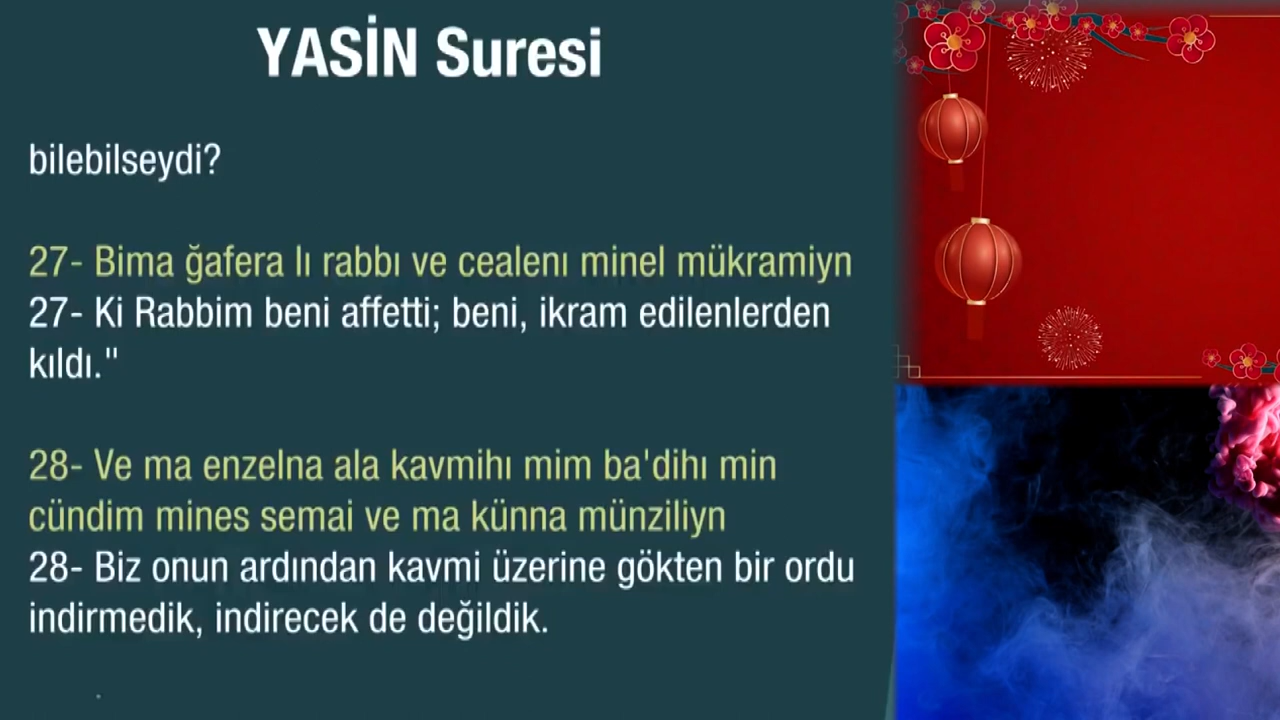 YASİN Suresi
bilebilseydi?
27- Bima ğafera lı rabbı ve cealenı minel mükramiyn
27- Ki Rabbim beni affetti; beni, ikram edilenlerden
kıldı."
28- Ve ma enzelna ala kavmihı mim ba'dihı min
cündim mines semai ve ma künna münziliyn
28- Biz onun ardından kavmi üzerine gökten bir ordu
indirmedik, indirecek de değildik.